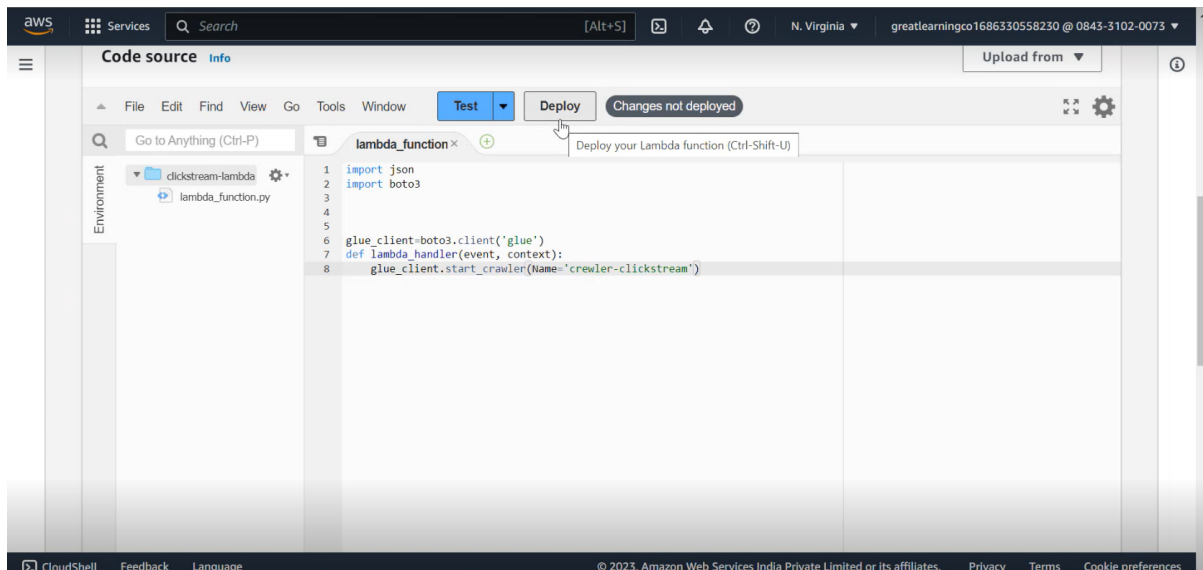 aws Services Search [Alt+S] N. Virginia ▼ greatlearningco1686330558230 @ 0843-3102-0073 ▼
Code source Info Upload from ▼
File Edit Find View Go Tools Window Test Deploy Changes not deployed
Go to Anything (Ctrl-P) lambda_function × Deploy your Lambda function (Ctrl-Shift-U)
Environment
clickstream-lambda
lambda_function.py
1 import json
2 import boto3
3
4
5
6 glue_client=boto3.client('glue')
7 def lambda_handler(event, context):
8 glue_client.start_crawler(Name='crewler-clickstream')
CloudShell Feedback Language © 2023, Amazon Web Services India Private Limited or its affiliates. Privacy Terms Cookie preferences